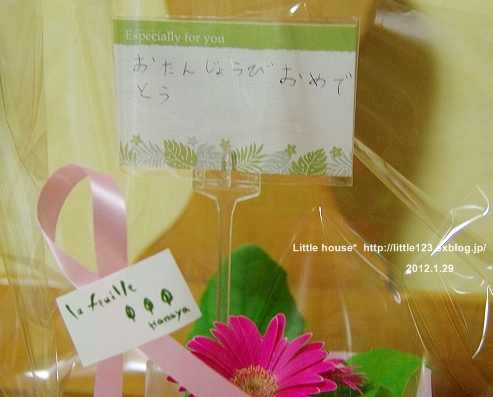 Especially for you
おたんじょうび おめで
とう
Little house* http://little123.exblog.jp/
2012.1.29
la feuille
Hanaya